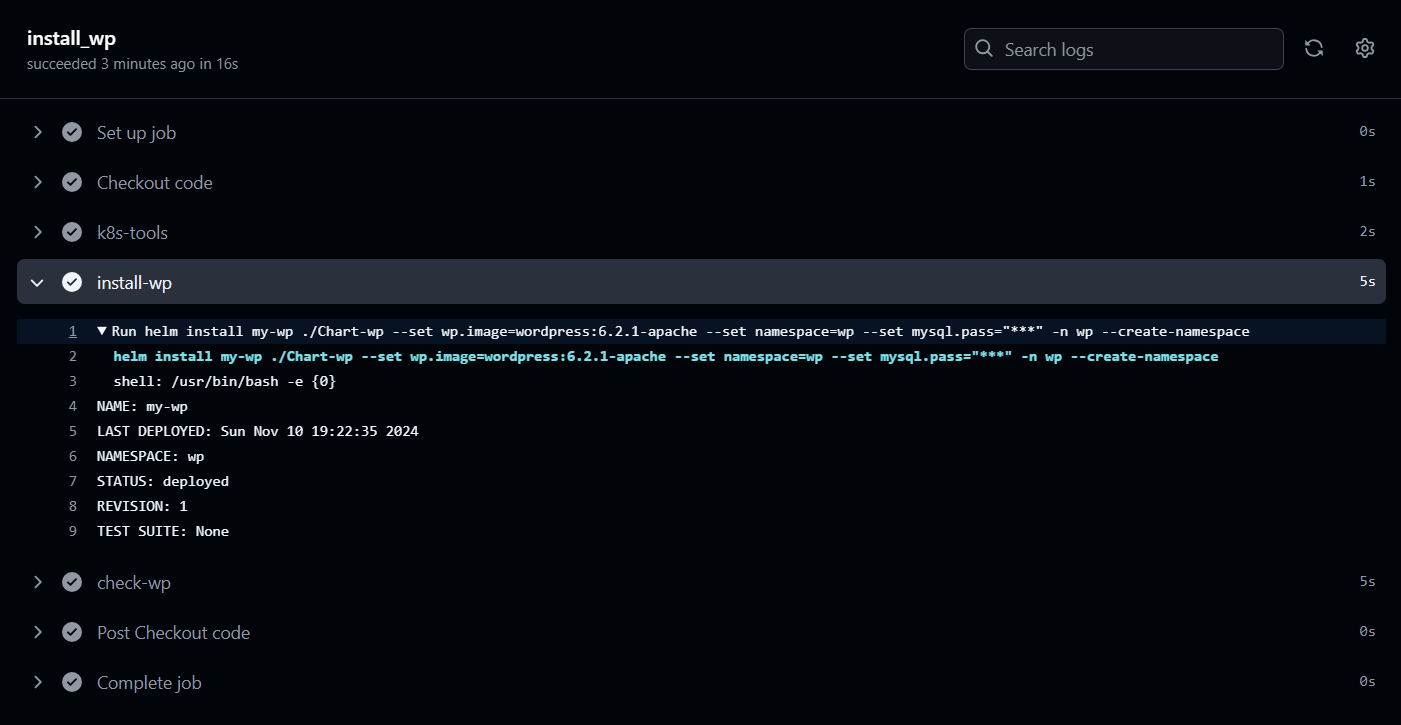 install_wp
succeeded 3 minutes ago in 16s
Search logs
Set up job 0s
Checkout code 1s
k8s-tools 2s
install-wp 5s
1 ▼ Run helm install my-wp ./Chart-wp --set wp.image=wordpress:6.2.1-apache --set namespace=wp --set mysql.pass="***" -n wp --create-namespace
2 helm install my-wp ./Chart-wp --set wp.image=wordpress:6.2.1-apache --set namespace=wp --set mysql.pass="***" -n wp --create-namespace
3 shell: /usr/bin/bash -e {0}
4 NAME: my-wp
5 LAST DEPLOYED: Sun Nov 10 19:22:35 2024
6 NAMESPACE: wp
7 STATUS: deployed
8 REVISION: 1
9 TEST SUITE: None
check-wp 5s
Post Checkout code 0s
Complete job 0s